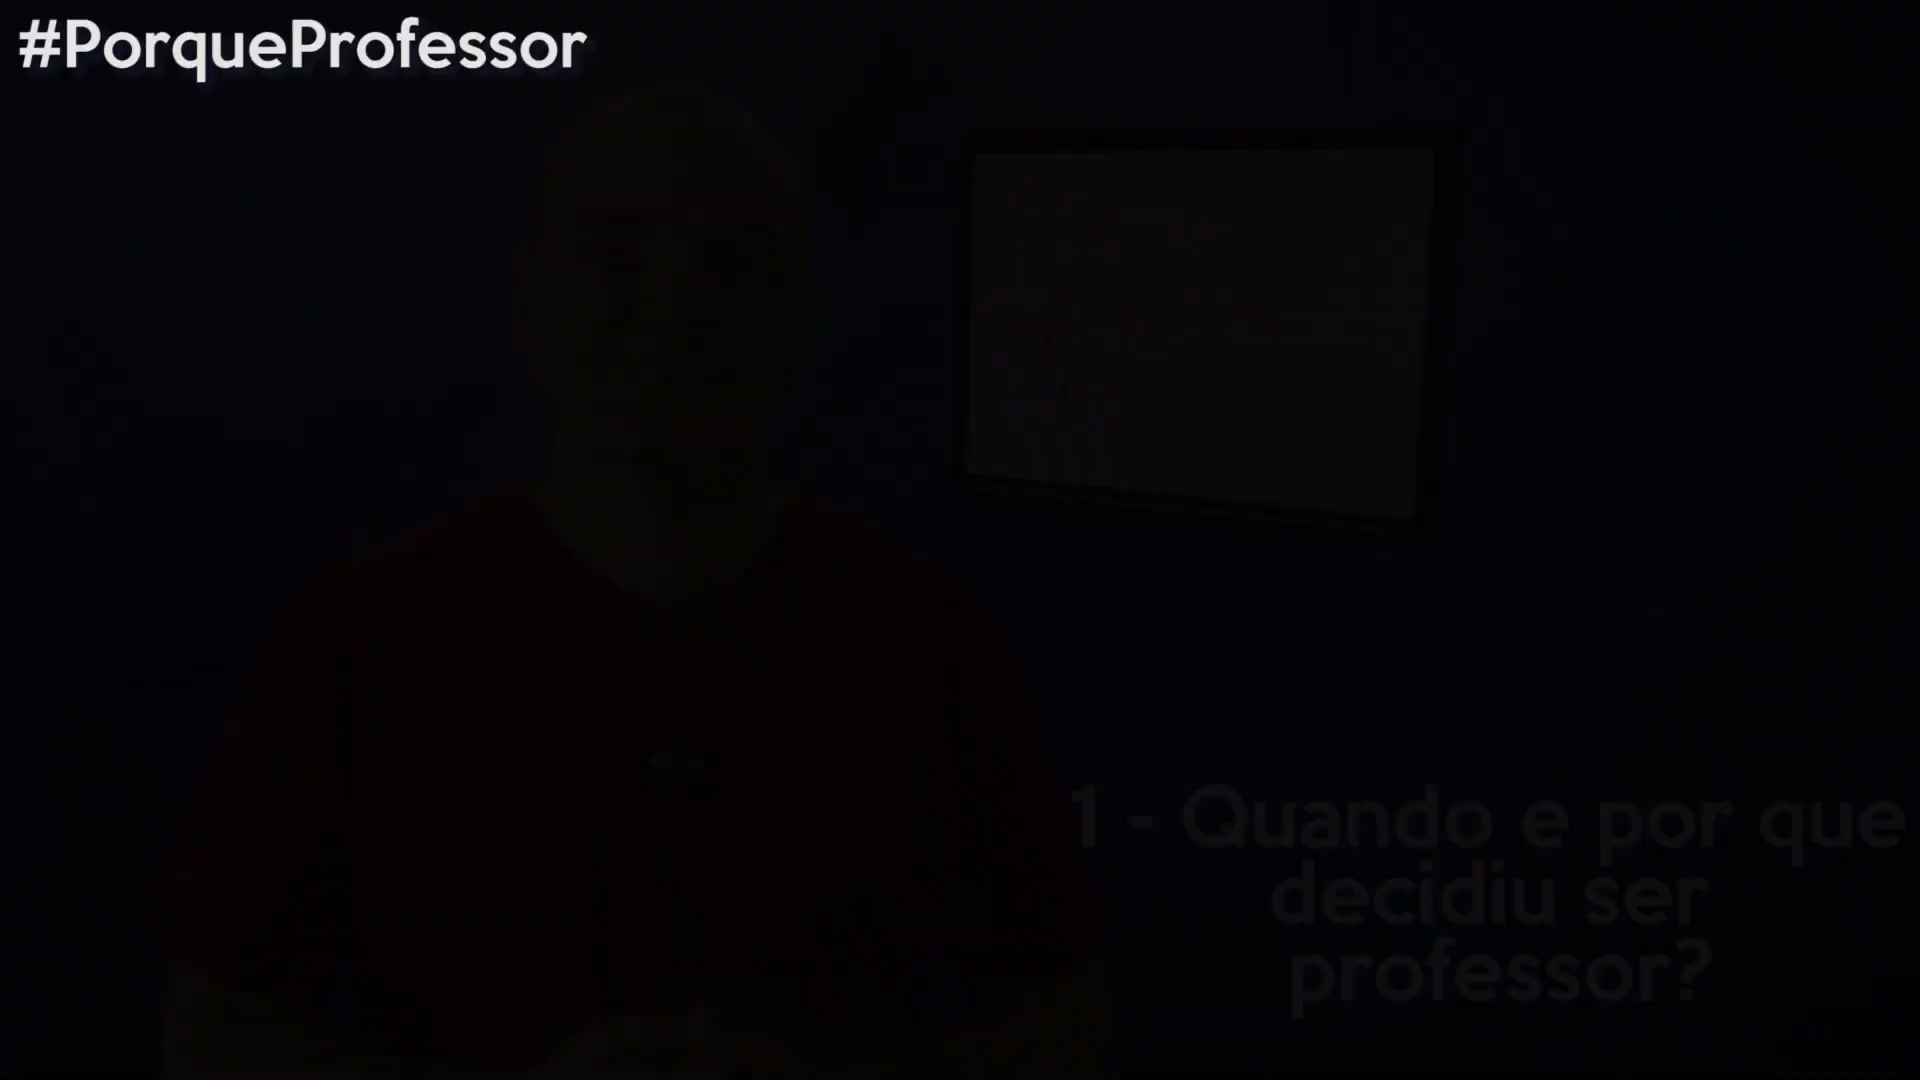 #PorqueProfessor
1 - Quando e por que
decidiu ser
professor?